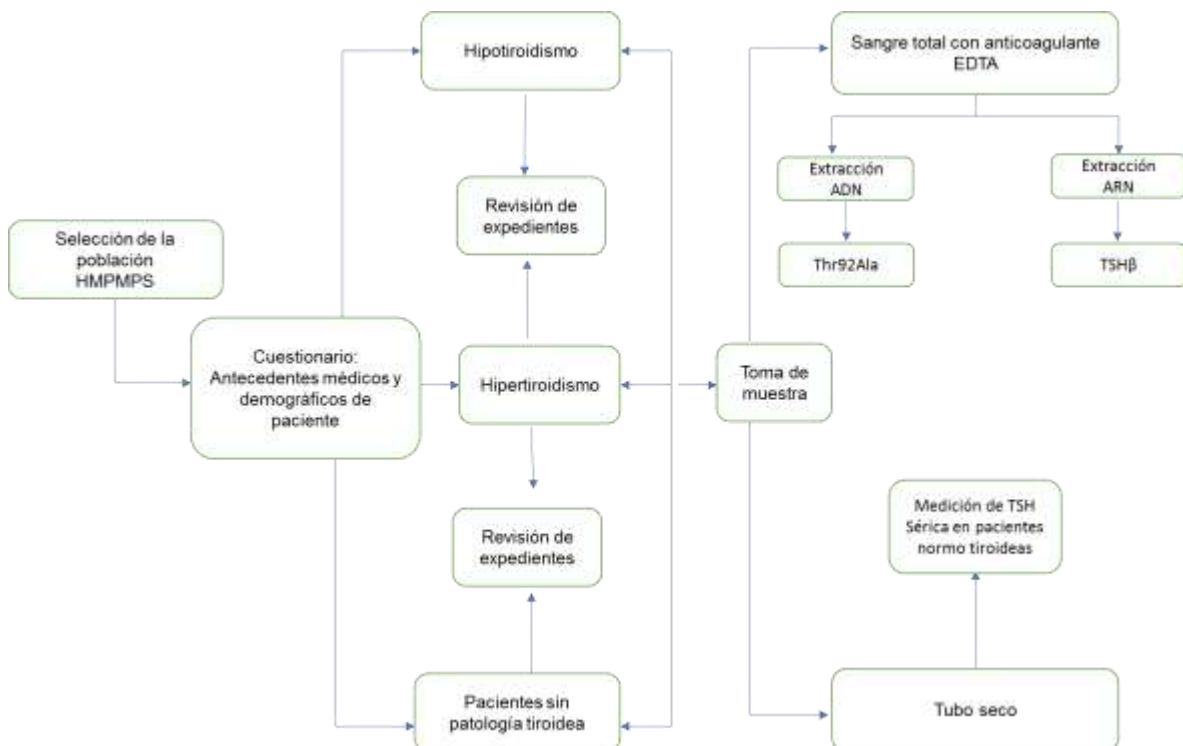 Hipotiroidismo
Sangre total con anticoagulante
EDTA
Extracción
ADN
Extracción
ARN
Revisión de
expedientes
Selección de la
población
HMPMPS
Thr92Ala
TSHβ
Cuestionario:
Antecedentes médicos y
demográficos de
paciente
Hipertiroidismo
Toma de
muestra
Revisión de
expedientes
Medición de TSH
Sérica en pacientes
normo tiroideas
Pacientes sin
patología tiroidea
Tubo seco